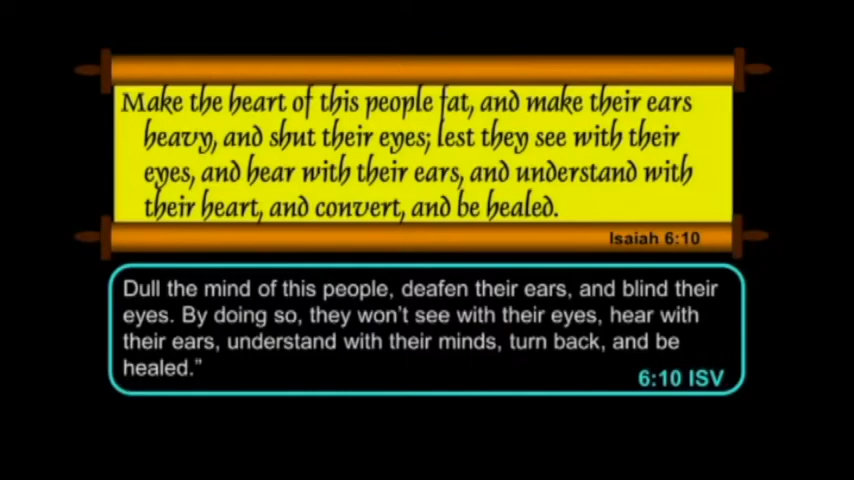 Make the heart of this people fat, and make their ears
heavy, and shut their eyes; lest they see with their
eyes, and hear with their ears, and understand with
their heart, and convert, and be healed.
Isaiah 6:10
Dull the mind of this people, deafen their ears, and blind their
eyes. By doing so, they won't see with their eyes, hear with
their ears, understand with their minds, turn back, and be
healed.”
6:10 ISV